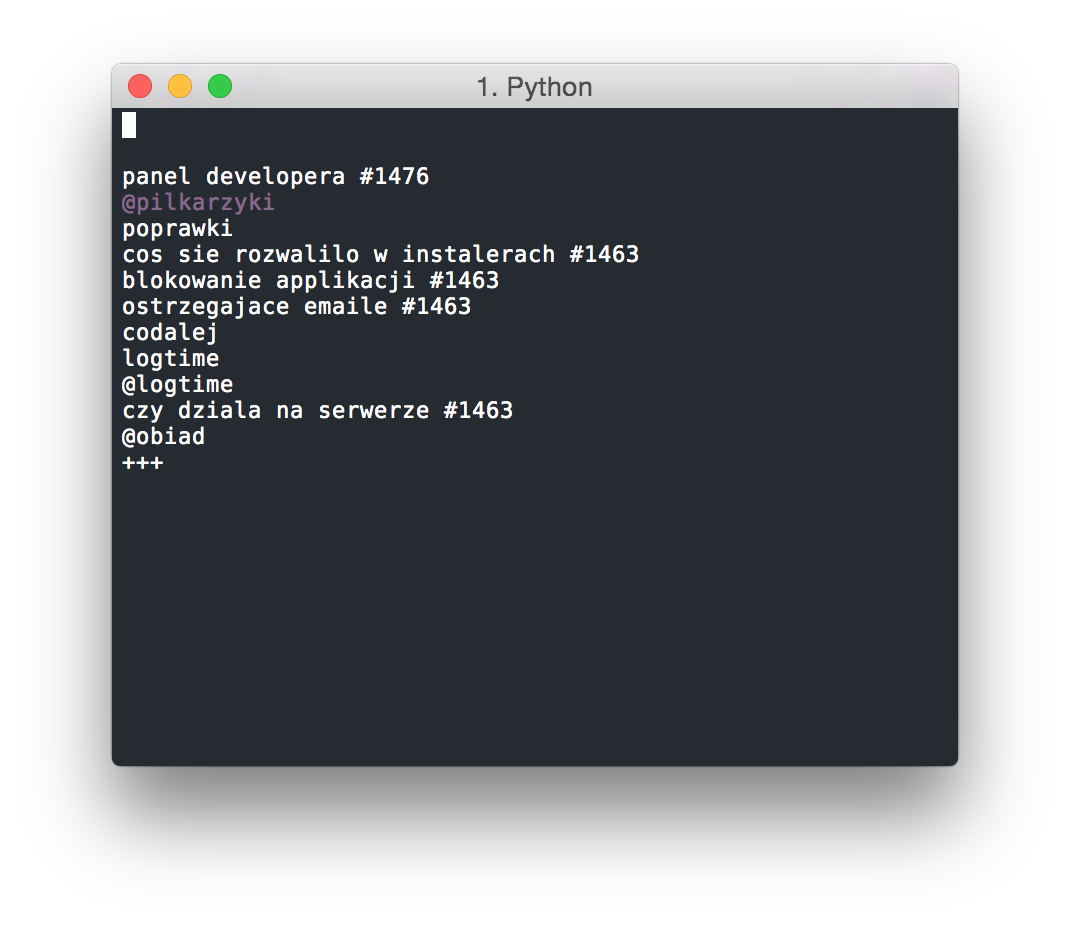 1. Python
panel developera #1476
@pilkarzyki
poprawki
cos sie rozwalilo w instalerach #1463
blokowanie applikacji #1463
ostrzegajace emaile #1463
codalej
logtime
@logtime
czy dziala na serwerze #1463
@obiad
+++